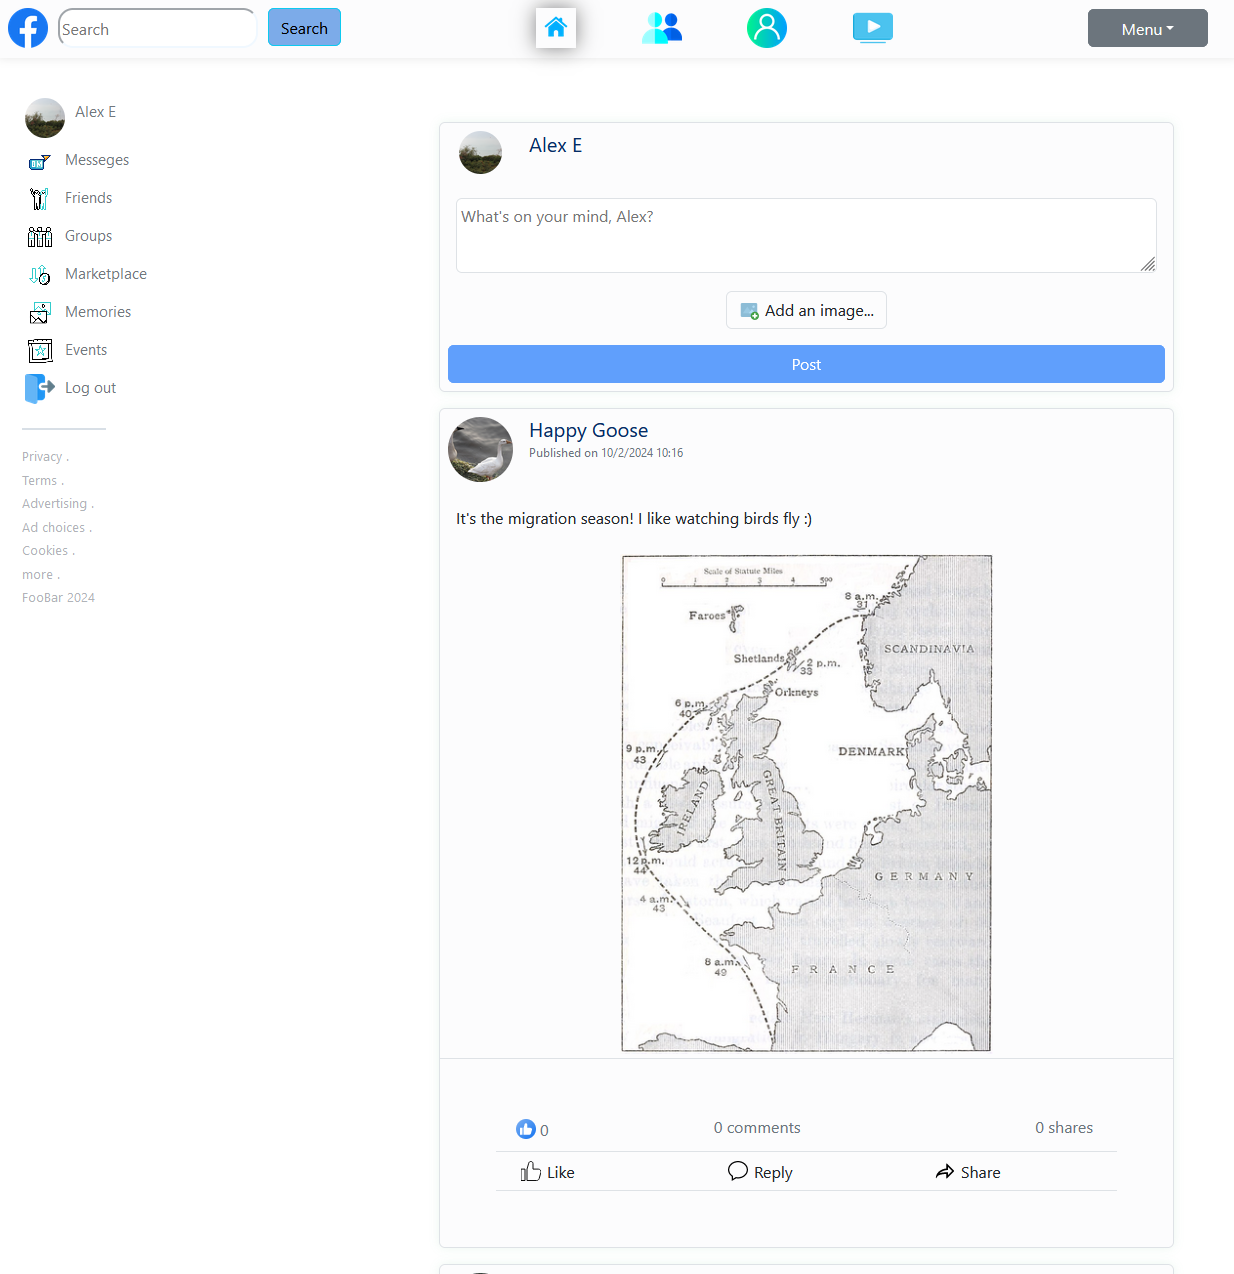 Search
Search
Menu
Alex E
Messeges
Friends
Groups
Marketplace
Memories
Events
Log out
Privacy .
Terms .
Advertising .
Ad choices .
Cookies .
more .
FooBar 2024
Alex E
What's on your mind, Alex?
Add an image...
Post
Happy Goose
Published on 10/2/2024 10:16
It's the migration season! I like watching birds fly :)
Scale of Statute Miles
0 1 2 3 4 500
8 a.m.
31
Faroes
SCANDINAVIA
Shetlands
2 p.m.
33
Orkneys
6 p.m.
40
9 p.m.
43
DENMARK
IRELAND
GREAT BRITAIN
12 p.m.
44
GERMANY
4 a.m.
43
8 a.m.
49
FRANCE
0
0 comments
0 shares
Like
Reply
Share